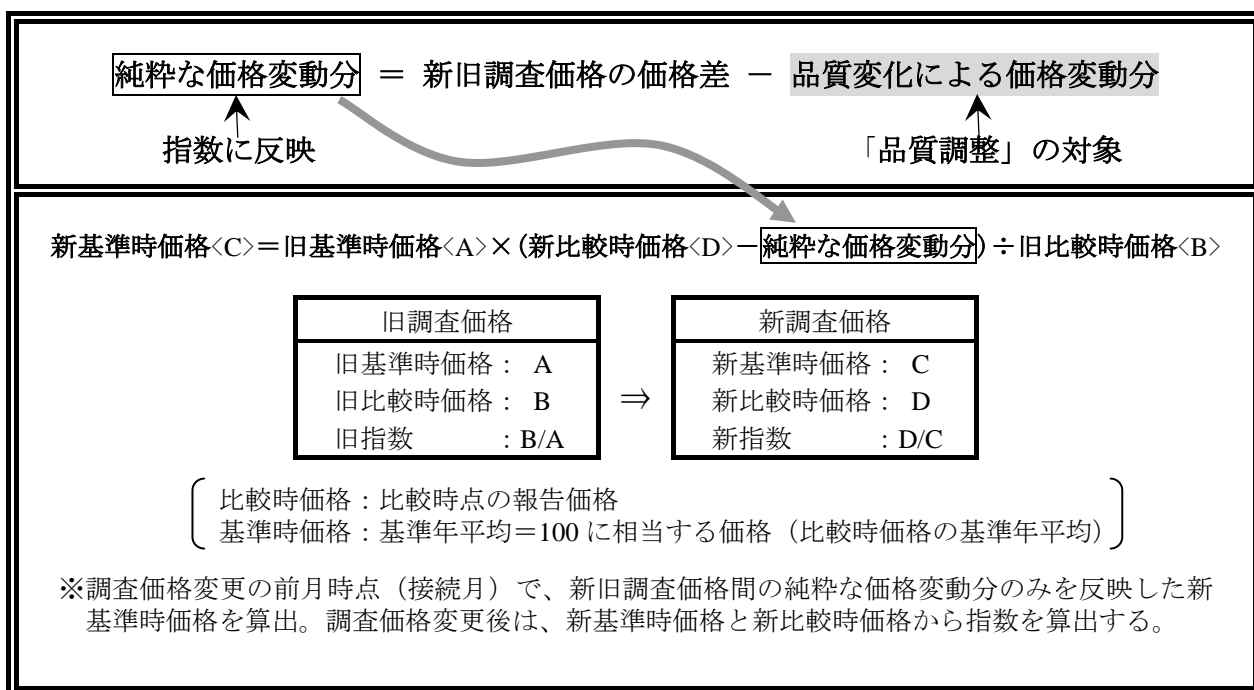 純粋な価格変動分 = 新旧調査価格の価格差 − 品質変化による価格変動分
指数に反映
「品質調整」の対象
新基準時価格<C>=旧基準時価格<A>×(新比較時価格<D>−純粋な価格変動分)÷旧比較時価格<B>
旧調査価格
旧基準時価格: A
旧比較時価格: B
旧指数 : B/A
⇒
新調査価格
新基準時価格: C
新比較時価格: D
新指数 : D/C
比較時価格:比較時点の報告価格
基準時価格:基準年平均=100 に相当する価格(比較時価格の基準年平均)
※調査価格変更の前月時点(接続月)で、新旧調査価格間の純粋な価格変動分のみを反映した新
基準時価格を算出。調査価格変更後は、新基準時価格と新比較時価格から指数を算出する。